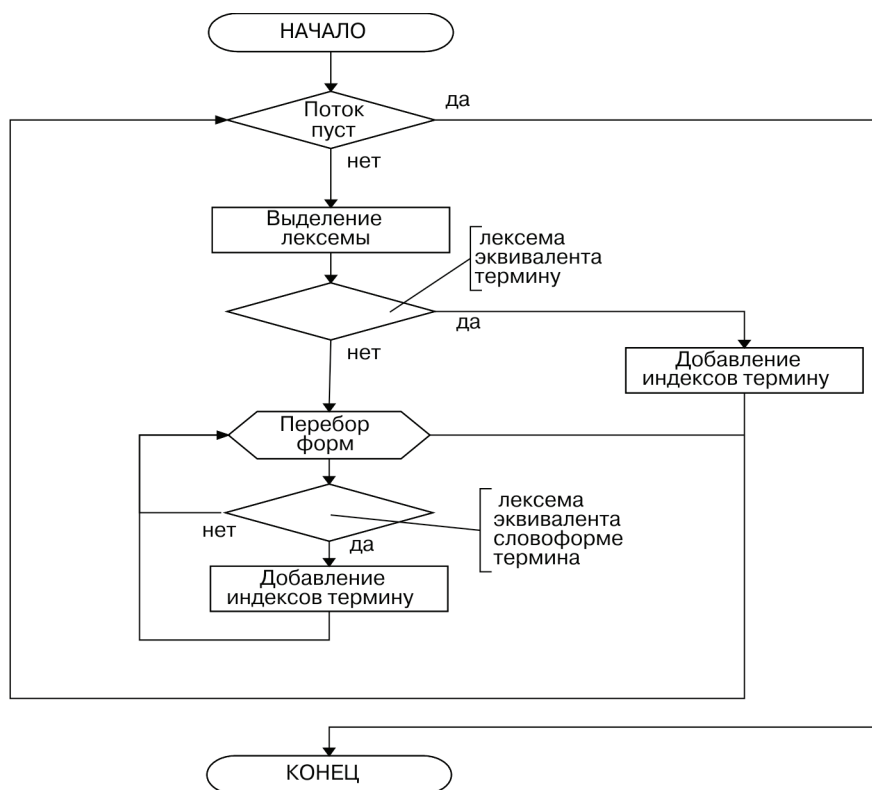 НАЧАЛО
да
Поток
пуст
нет
Выделение
лексемы
лексема
эквивалента
термину
да
нет
Добавление
индексов термину
Перебор
форм
лексема
эквивалента
словоформе
термина
нет
да
Добавление
индексов термину
КОНЕЦ